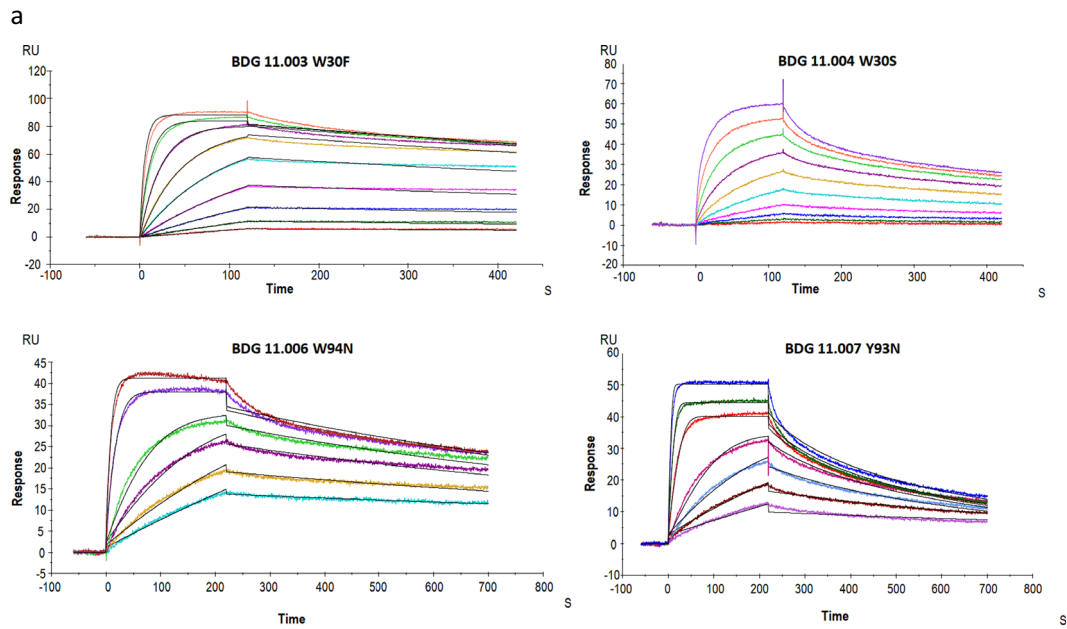 a
RU
BDG 11.003 W30F
120
100
80
60
40
20
0
-20
Response
-100 0 100 200 300 400 500
Time
S
RU
BDG 11.004 W30S
80
70
60
50
40
30
20
10
0
-10
-20
Response
-100 0 100 200 300 400
Time
S
RU
BDG 11.006 W94N
45
40
35
30
25
20
15
10
5
0
-5
Response
-100 0 100 200 300 400 500 600 700 800
Time
S
RU
BDG 11.007 Y93N
60
50
40
30
20
10
0
-10
Response
-100 0 100 200 300 400 500 600 700 800
Time
S